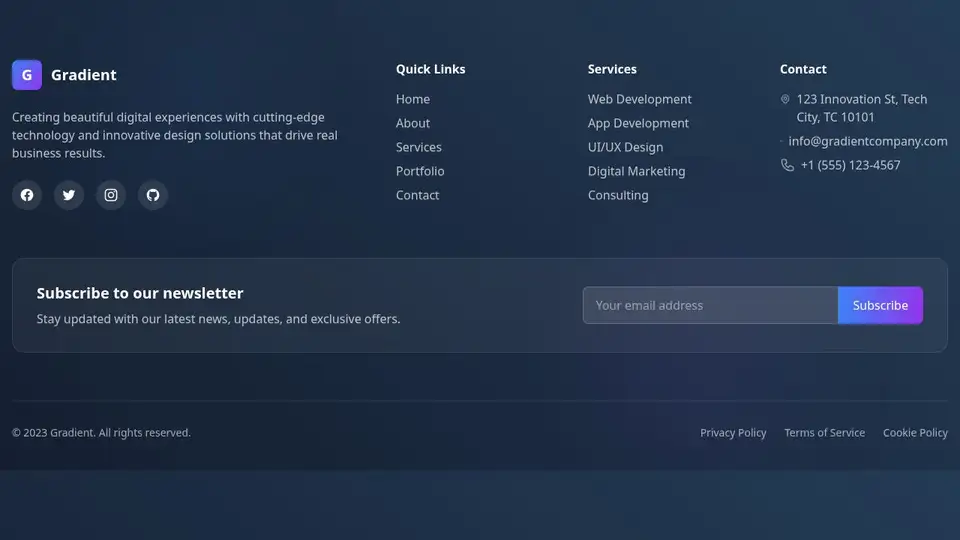 G Gradient
Creating beautiful digital experiences with cutting-edge
technology and innovative design solutions that drive real
business results.
Quick Links
Home
About
Services
Portfolio
Contact
Services
Web Development
App Development
UI/UX Design
Digital Marketing
Consulting
Contact
123 Innovation St, Tech
City, TC 10101
info@gradientcompany.com
+1 (555) 123-4567
Subscribe to our newsletter
Stay updated with our latest news, updates, and exclusive offers.
Your email address
Subscribe
© 2023 Gradient. All rights reserved.
Privacy Policy
Terms of Service
Cookie Policy